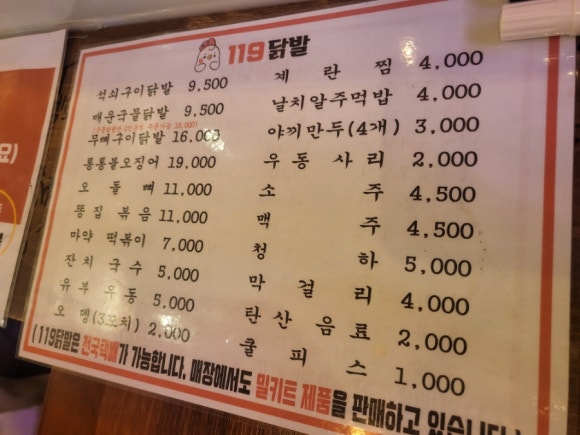 119닭발
석쇠구이닭발 9,500
매운국물닭발 9,500
무뼈구이닭발 16,000
통통불오징어 19,000
오돌뼈 11,000
똥집볶음 11,000
마약떡볶이 7,000
잔치국수 5,000
유부우동 5,000
오뎅(3꼬치) 2,000
계란찜 4,000
날치알주먹밥 4,000
야끼만두(4개) 3,000
우동사리 2,000
소주 4,500
맥주 4,500
청하 5,000
막걸리 4,000
탄산음료 2,000
쿨피스 1,000
(119닭발은 전국택배가 가능합니다. 매장에서도 밀키트 제품을 판매하고 있습니다.)
요)